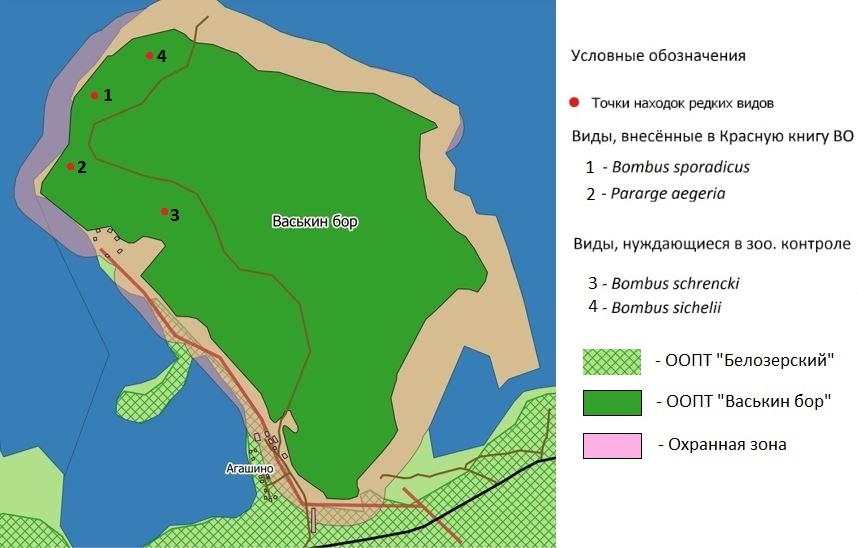 4
1
2
3
Васькин бор
Агашино
Условные обозначения
Точки находок редких видов
Виды, внесённые в Красную книгу ВО
1 - Bombus sporadicus
2 - Pararge aegeria
Виды, нуждающиеся в зоо. контроле
3 - Bombus schrencki
4 - Bombus sichelii
- ООПТ "Белозерский"
- ООПТ "Васькин бор"
- Охранная зона